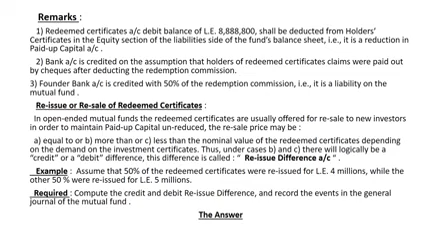 Remarks :
1) Redeemed certificates a/c debit balance of L.E. 8,888,800, shall be deducted from Holders'
Certificates in the Equity section of the liabilities side of the fund's balance sheet, i.e., it is a reduction in
Paid-up Capital a/c .
2) Bank a/c is credited on the assumption that holders of redeemed certificates claims were paid out
by cheques after deducting the redemption commission.
3) Founder Bank a/c is credited with 50% of the redemption commission, i.e., it is a liability on the
mutual fund .
Re-issue or Re-sale of Redeemed Certificates :
In open-ended mutual funds the redeemed certificates are usually offered for re-sale to new investors
in order to maintain Paid-up Capital un-reduced, the re-sale price may be :
a) equal to or b) more than or c) less than the nominal value of the redeemed certificates depending
on the demand on the investment certificates. Thus, under cases b) and c) there will logically be a
"credit" or a "debit" difference, this difference is called : " Re-issue Difference a/c " .
Example : Assume that 50% of the redeemed certificates were re-issued for L.E. 4 millions, while the
other 50 % were re-issued for L.E. 5 millions.
Required : Compute the credit and debit Re-issue Difference, and record the events in the general
journal of the mutual fund .
The Answer